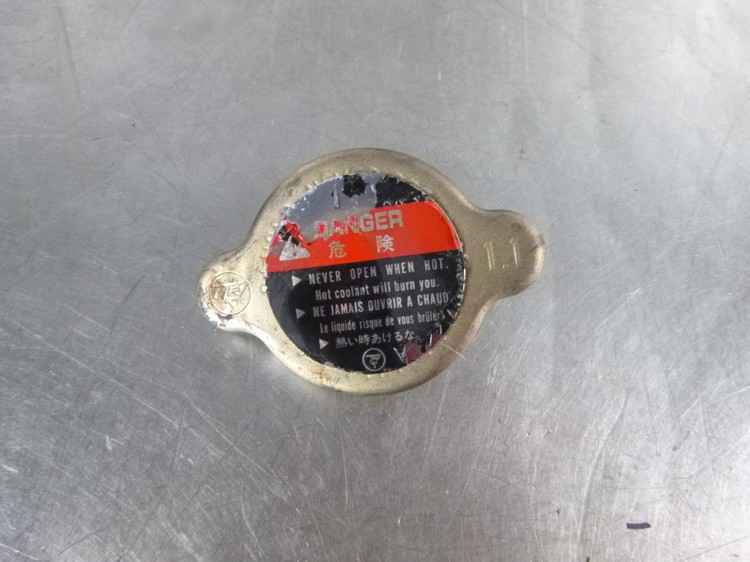 DANGER
危険
1.1
NEVER OPEN WHEN HOT.
Hot coolant will burn you.
NE JAMAIS OUVRIR A CHAUD
Le liquide risque de vous brûler.
熱い時あけるな